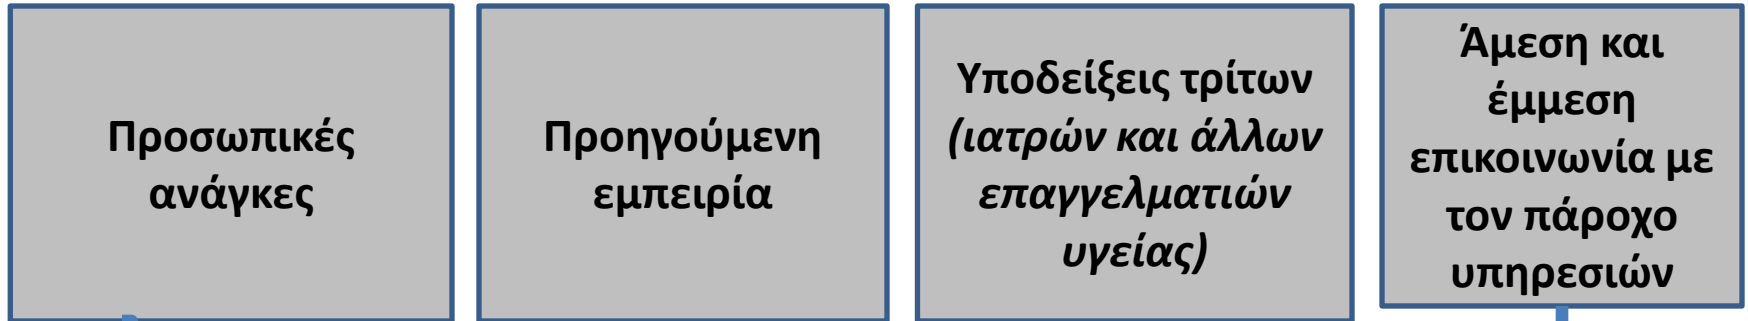 Προσωπικές
ανάγκες
Προηγούμενη
εμπειρία
Υποδείξεις τρίτων
(ιατρών και άλλων
επαγγελματιών
υγείας)
Άμεση και
έμμεση
επικοινωνία με
τον πάροχο
υπηρεσιών